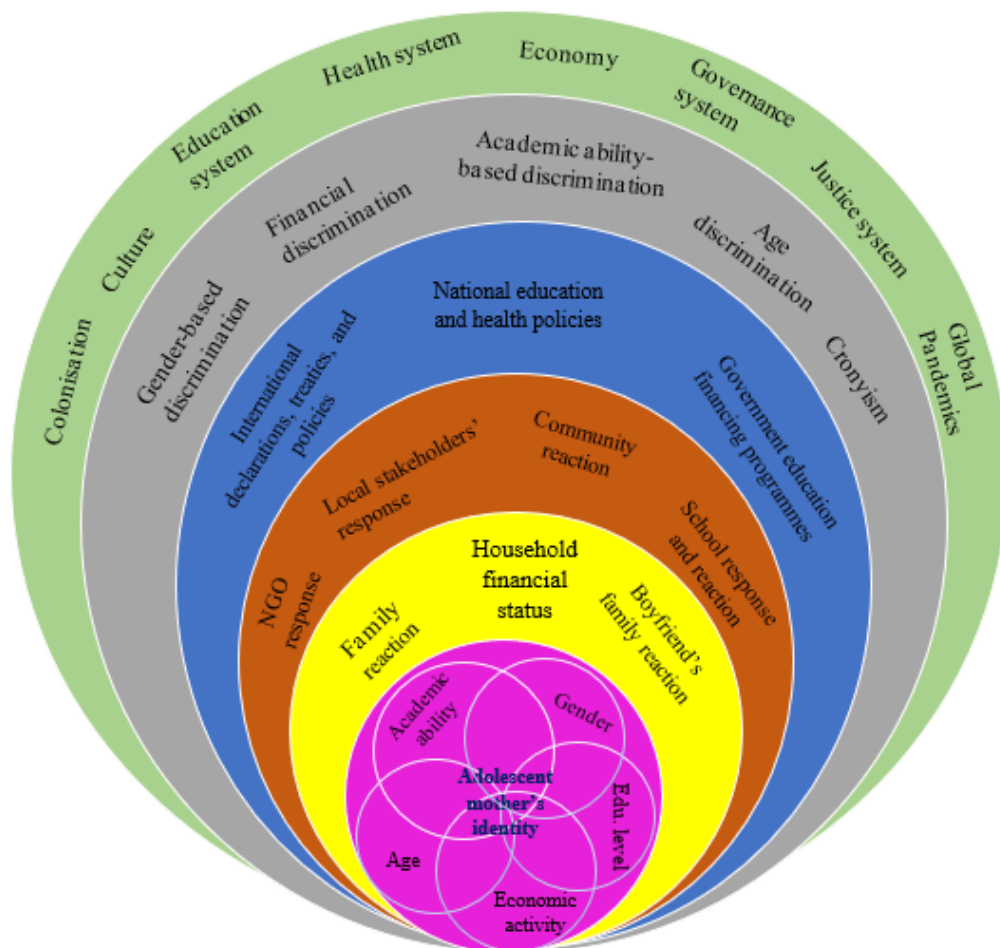 Colonisation
Culture
Education
system
Health system
Economy
Governance
system
Justice system
Global
Pandemics
Gender-based
discrimination
Financial
discrimination
Academic ability-
based discrimination
Age
discrimination
Cronyism
International
declarations, treaties, and
policies
National education
and health policies
Government education
financing programmes
NGO
response
Local stakeholders'
response
Community
reaction
School response
and reaction
Family
reaction
Household
financial
status
Boyfriend's
family reaction
Academic
ability
Gender
Adolescent
mother's
identity
Edu. level
Age
Economic
activity